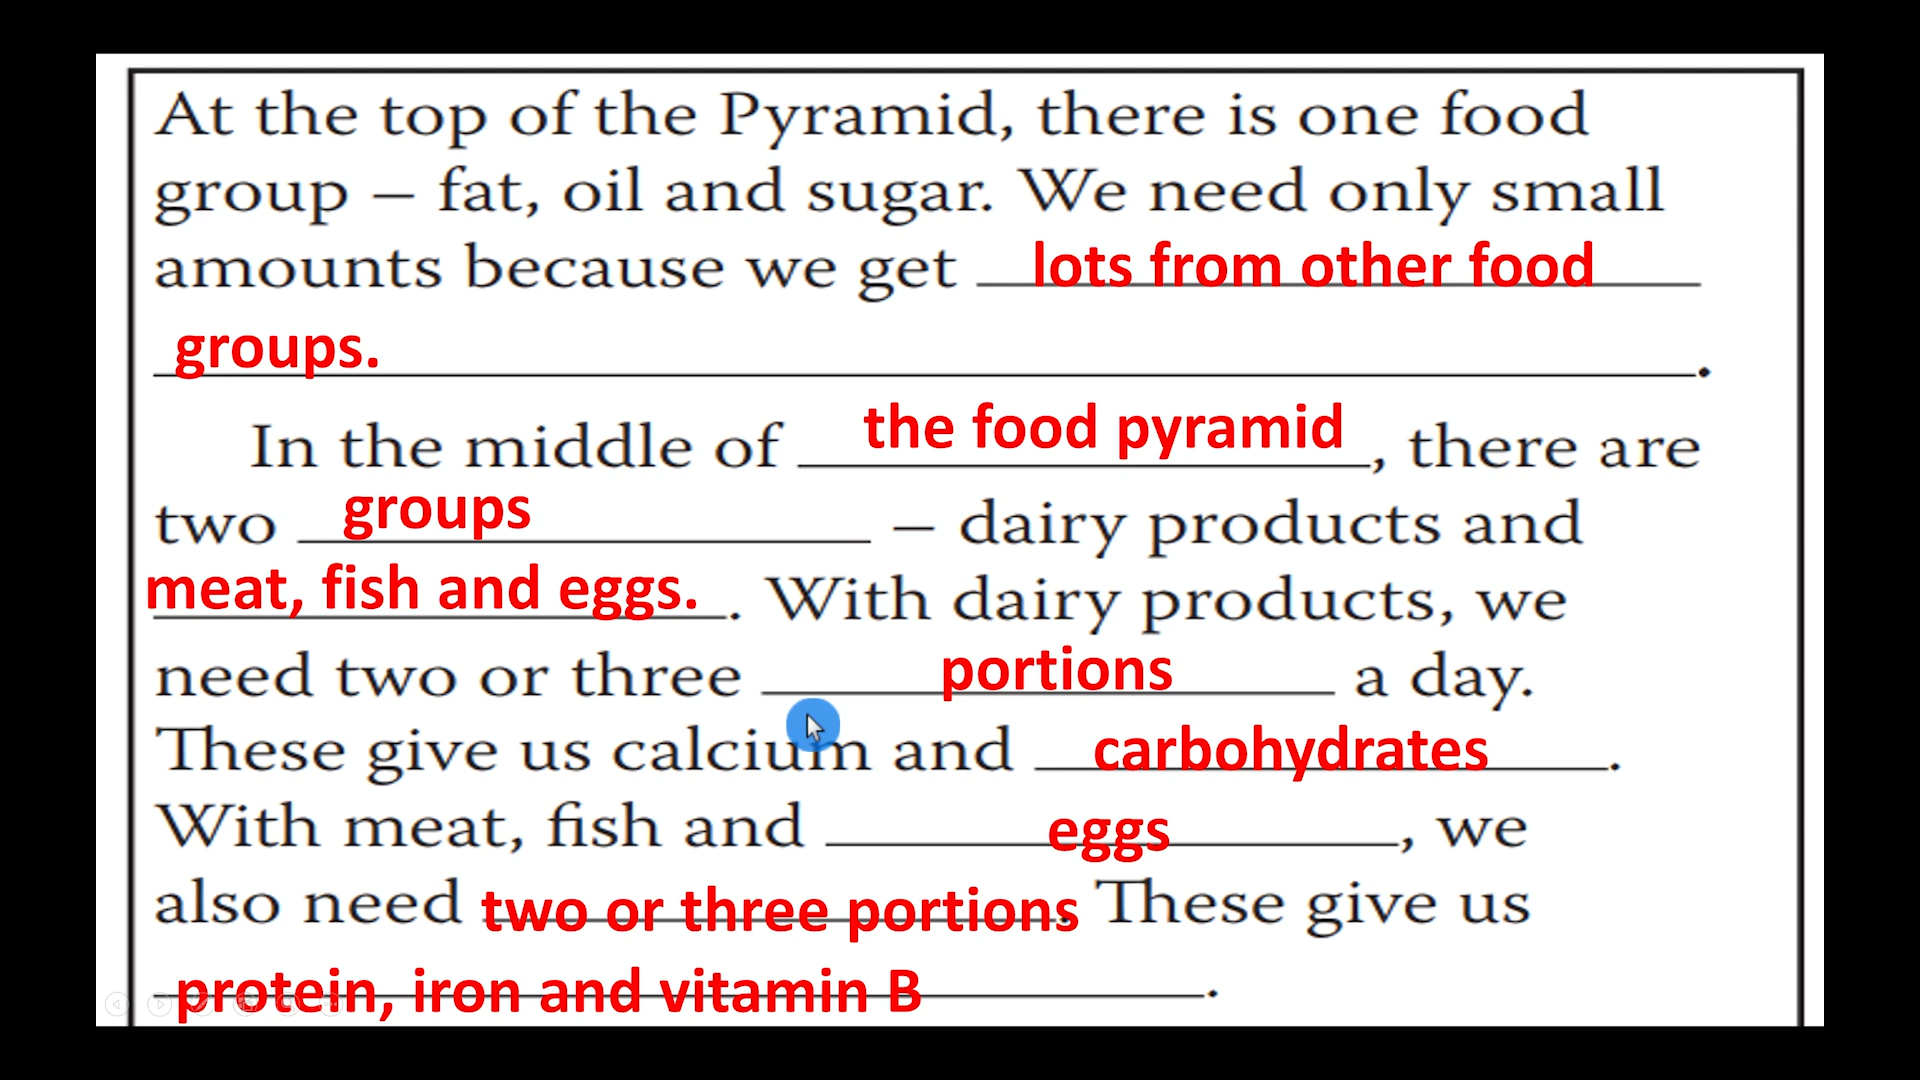 At the top of the Pyramid, there is one food
group – fat, oil and sugar. We need only small
amounts because we get lots from other food
groups. .
In the middle of the food pyramid, there are
two groups – dairy products and
meat, fish and eggs. . With dairy products, we
need two or three portions a day.
These give us calcium and carbohydrates.
With meat, fish and eggs, we
also need two or three portions. These give us
protein, iron and vitamin B.